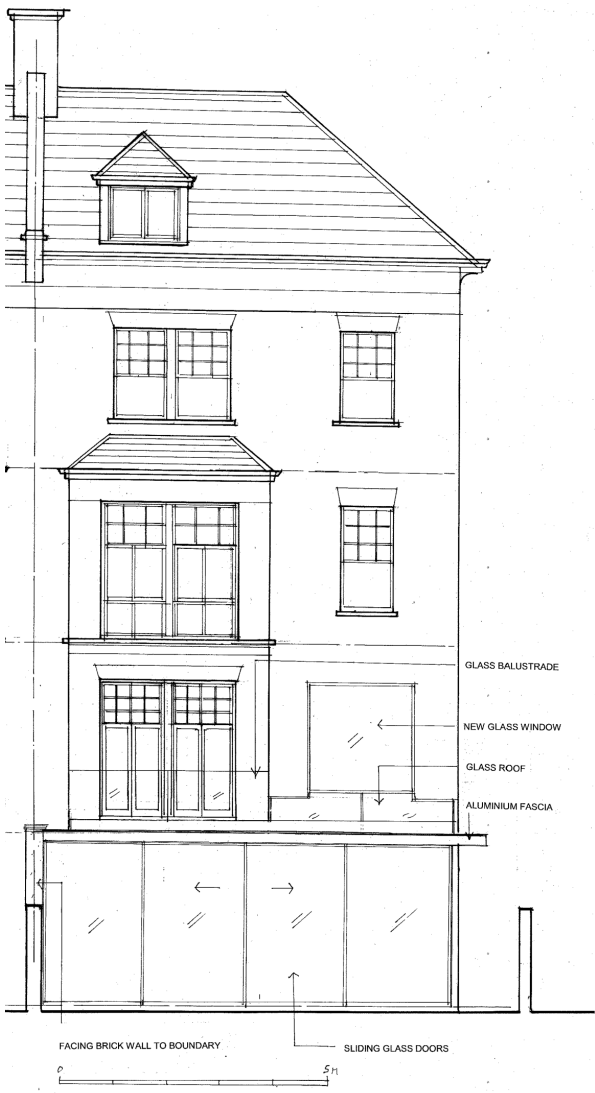 GLASS BALUSTRADE
NEW GLASS WINDOW
GLASS ROOF
ALUMINIUM FASCIA
FACING BRICK WALL TO BOUNDARY
SLIDING GLASS DOORS
0 5M